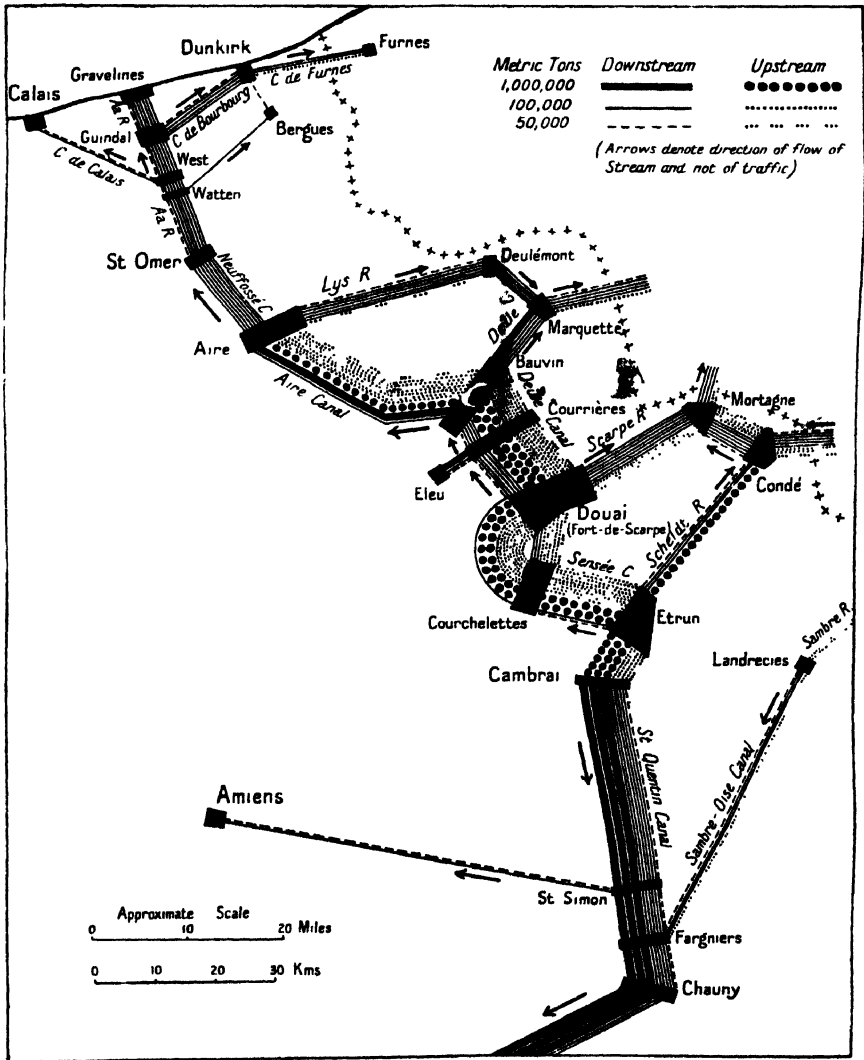 Dunkirk
Furnes
C de Furnes
Gravelines
Calais
Aa R
Guindal
C de Bourbourg
Bergues
West
C de Calais
Watten
Aa R
St Omer
Neuffossé C
Metric Tons Downstream Upstream
1,000,000
100,000
50,000
(Arrows denote direction of flow of
Stream and not of traffic)
Lys R
Deulémont
Deûle C
Marquette
Aire
Bauvin
Aire Canal
Deûle Canal
Courrières
Scarpe R
Mortagne
Eleu
Condé
Douai
(Fort-de-Scarpe)
Scheldt R
Sensée C
Courchelettes
Etrun
Sambre R
Landrecies
Cambrai
St Quentin Canal
Sambre-Oise Canal
Amiens
St Simon
Approximate Scale
0 10 20 Miles
Fargniers
0 10 20 30 Kms
Chauny